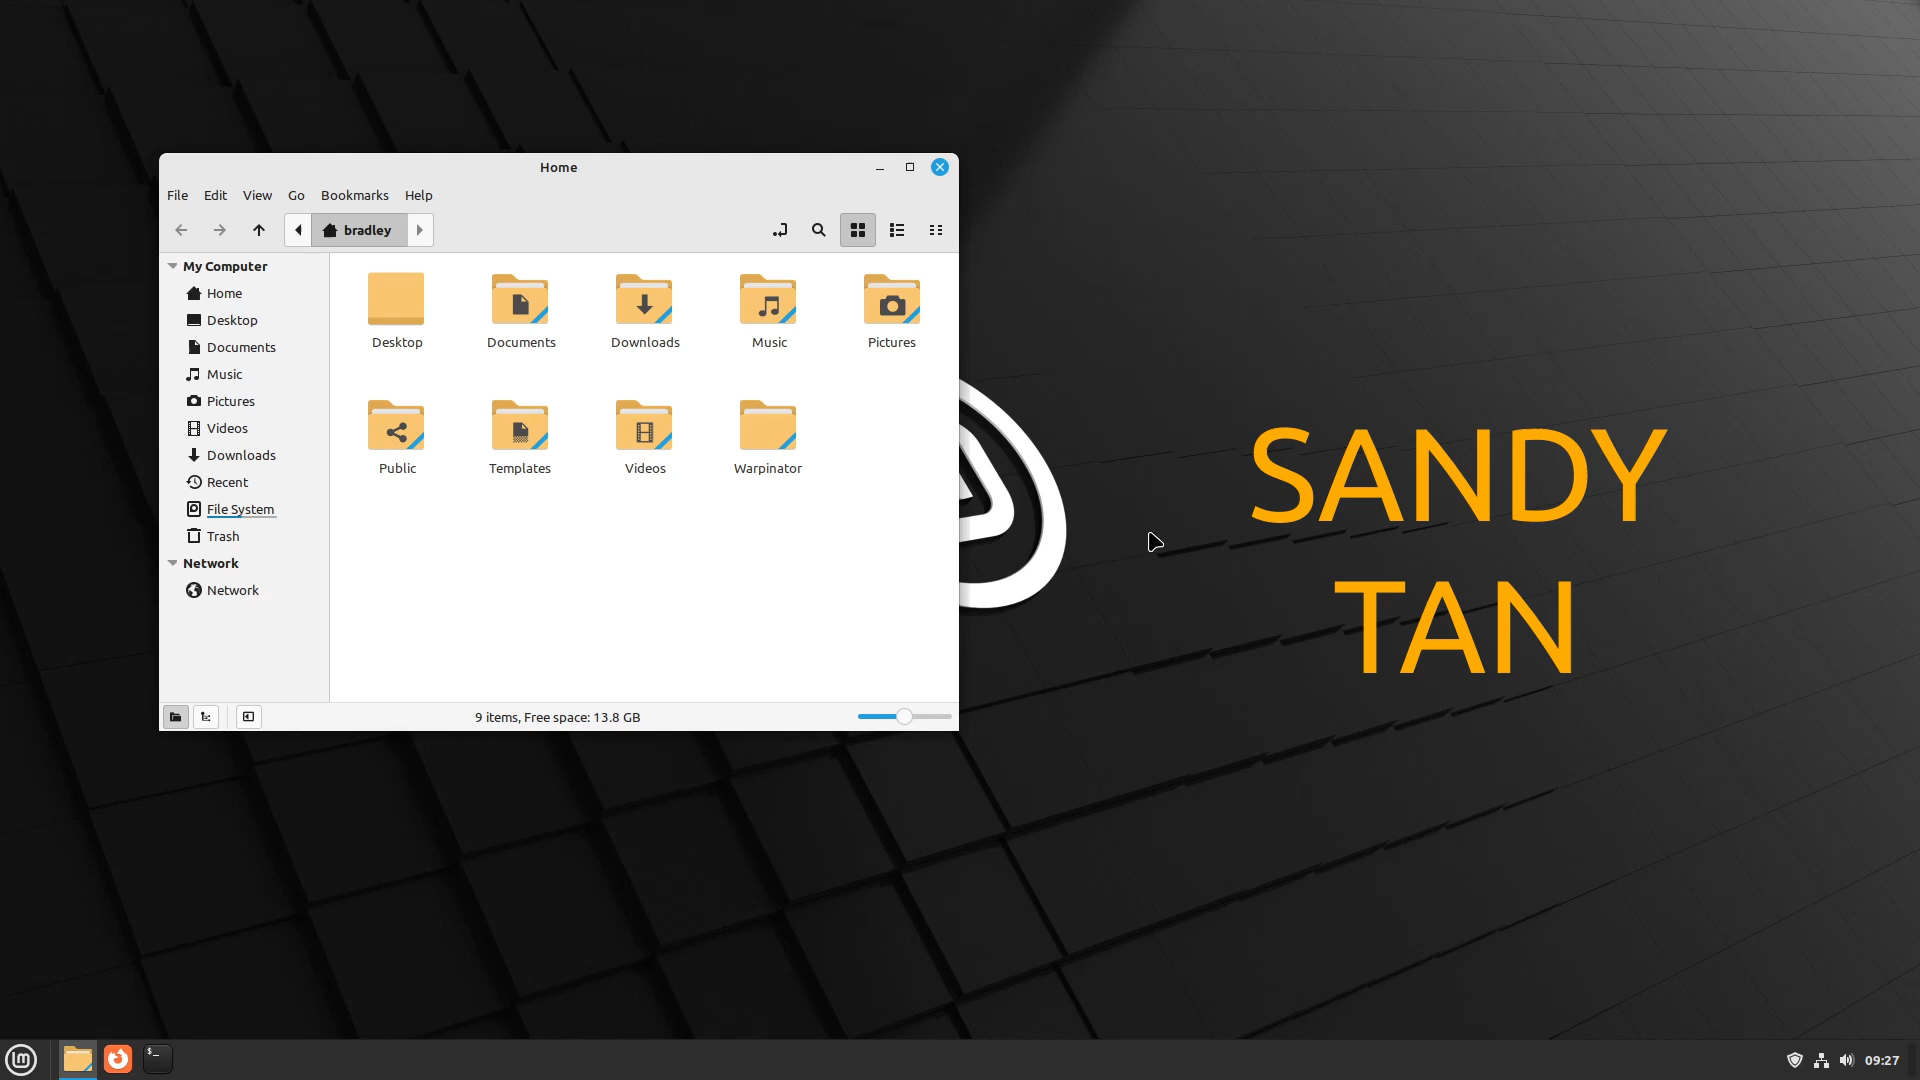 Home
File Edit View Go Bookmarks Help
bradley
My Computer
Home
Desktop
Documents
Music
Pictures
Videos
Downloads
Recent
File System
Trash
Network
Network
Desktop Documents Downloads Music Pictures
Public Templates Videos Warpinator
9 items, Free space: 13.8 GB
SANDY
TAN
$_
09:27